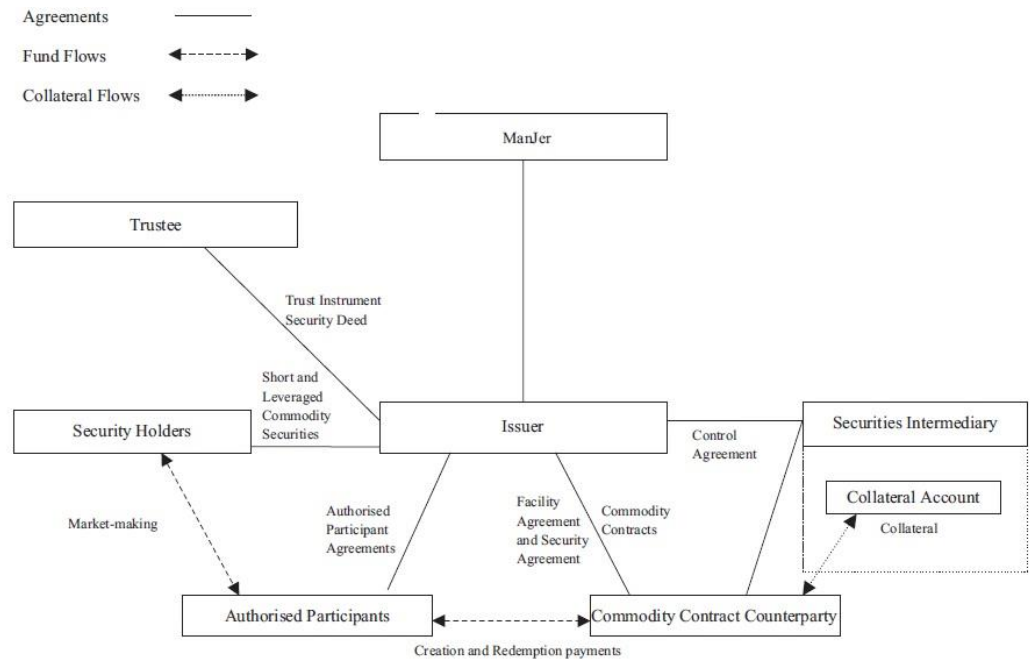 Agreements
Fund Flows
Collateral Flows
ManJer
Trustee
Trust Instrument
Security Deed
Short and
Leveraged
Commodity
Securities
Security Holders
Issuer
Securities Intermediary
Control
Agreement
Collateral Account
Collateral
Market-making
Authorised
Participant
Agreements
Facility
Agreement
and Security
Agreement
Commodity
Contracts
Authorised Participants
Commodity Contract Counterparty
Creation and Redemption payments